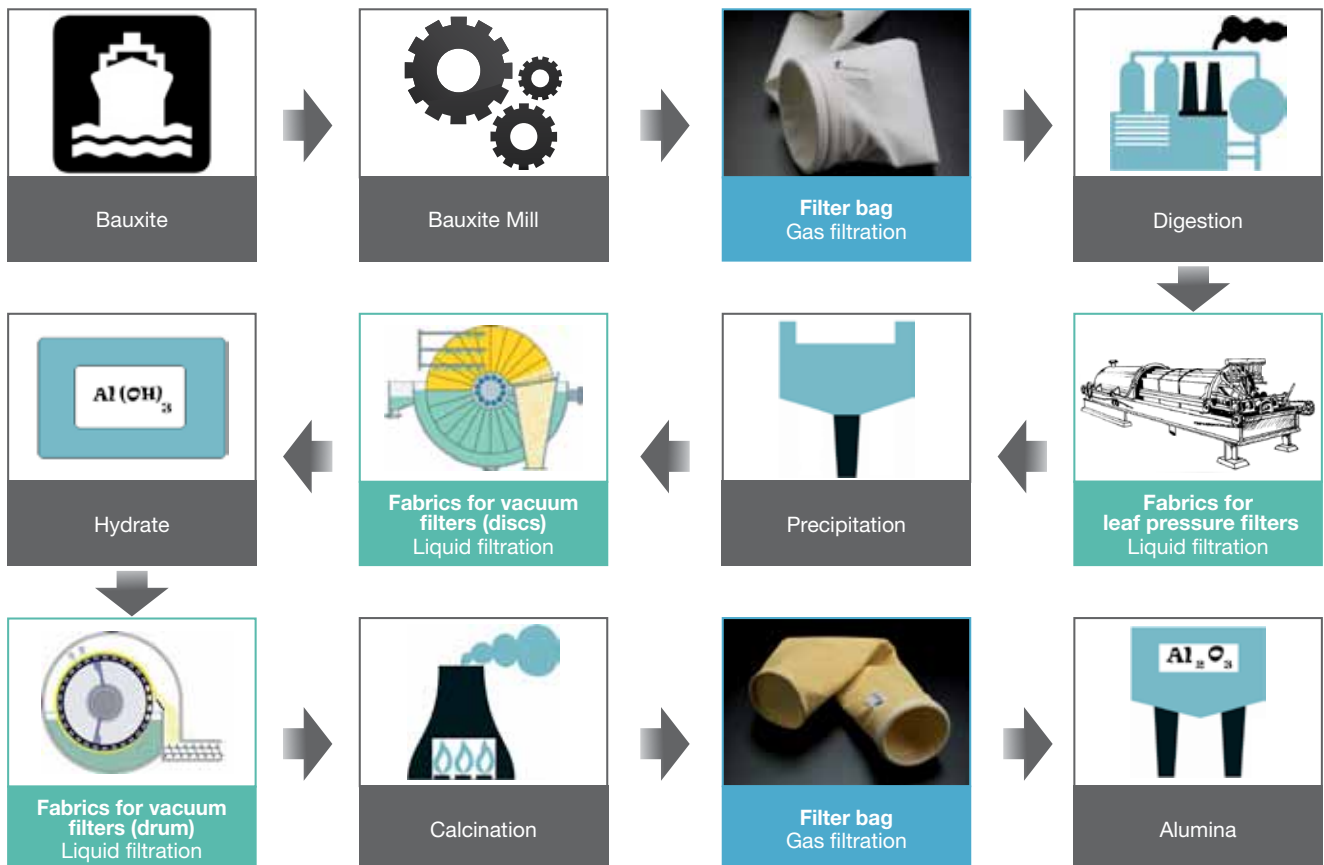 Bauxite
Bauxite Mill
Filter bag
Gas filtration
Digestion
Al(OH)3
Hydrate
Fabrics for vacuum
filters (discs)
Liquid filtration
Precipitation
Fabrics for
leaf pressure filters
Liquid filtration
Fabrics for vacuum
filters (drum)
Liquid filtration
Calcination
Filter bag
Gas filtration
Al2O3
Alumina